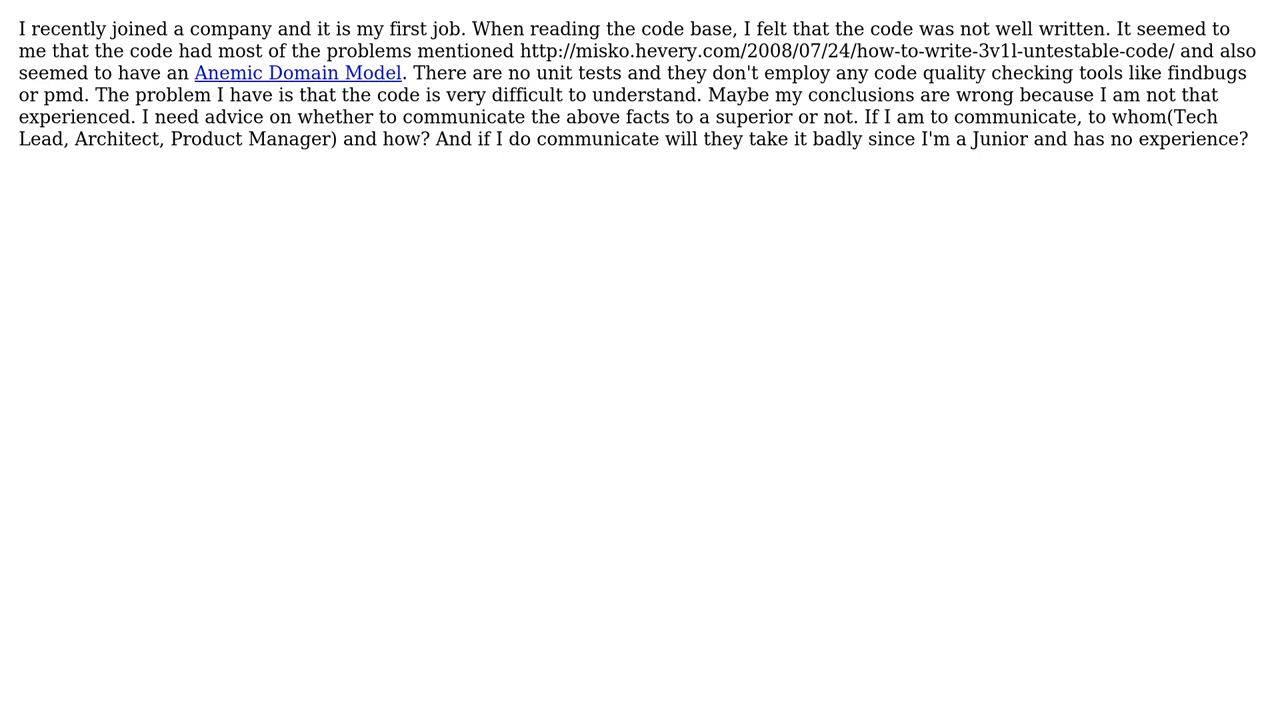 I recently joined a company and it is my first job. When reading the code base, I felt that the code was not well written. It seemed to
me that the code had most of the problems mentioned http://misko.hevery.com/2008/07/24/how-to-write-3v1l-untestable-code/ and also
seemed to have an Anemic Domain Model. There are no unit tests and they don't employ any code quality checking tools like findbugs
or pmd. The problem I have is that the code is very difficult to understand. Maybe my conclusions are wrong because I am not that
experienced. I need advice on whether to communicate the above facts to a superior or not. If I am to communicate, to whom(Tech
Lead, Architect, Product Manager) and how? And if I do communicate will they take it badly since I'm a Junior and has no experience?